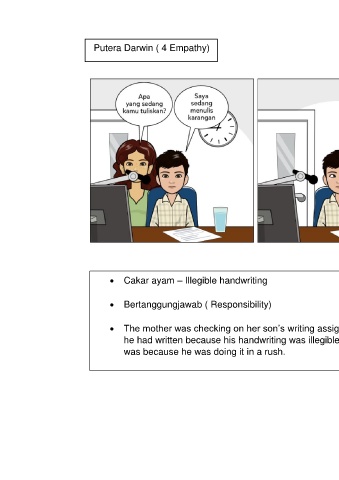 Putera Darwin ( 4 Empathy)
Apa
yang sedang
kamu tuliskan?
Saya
sedang
menulis
karangan
• Cakar ayam – Illegible handwriting
• Bertanggungjawab ( Responsibility)
• The mother was checking on her son's writing assig
he had written because his handwriting was illegible
was because he was doing it in a rush.